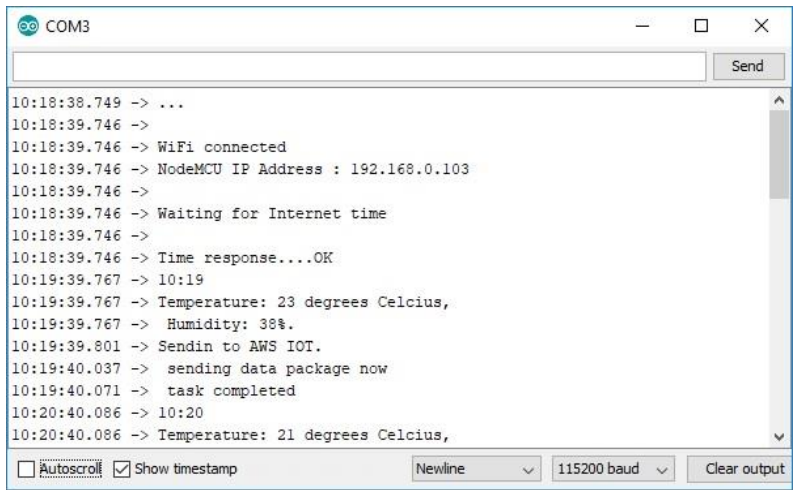 COM3
Send
10:18:38.749 -> ...
10:18:39.746 ->
10:18:39.746 -> WiFi connected
10:18:39.746 -> NodeMCU IP Address : 192.168.0.103
10:18:39.746 ->
10:18:39.746 -> Waiting for Internet time
10:18:39.746 ->
10:18:39.746 -> Time response....OK
10:19:39.767 -> 10:19
10:19:39.767 -> Temperature: 23 degrees Celcius,
10:19:39.767 ->  Humidity: 38%.
10:19:39.801 -> Sendin to AWS IOT.
10:19:40.037 ->  sending data package now
10:19:40.071 ->  task completed
10:20:40.086 -> 10:20
10:20:40.086 -> Temperature: 21 degrees Celcius,
Autoscroll Show timestamp Newline 115200 baud Clear output